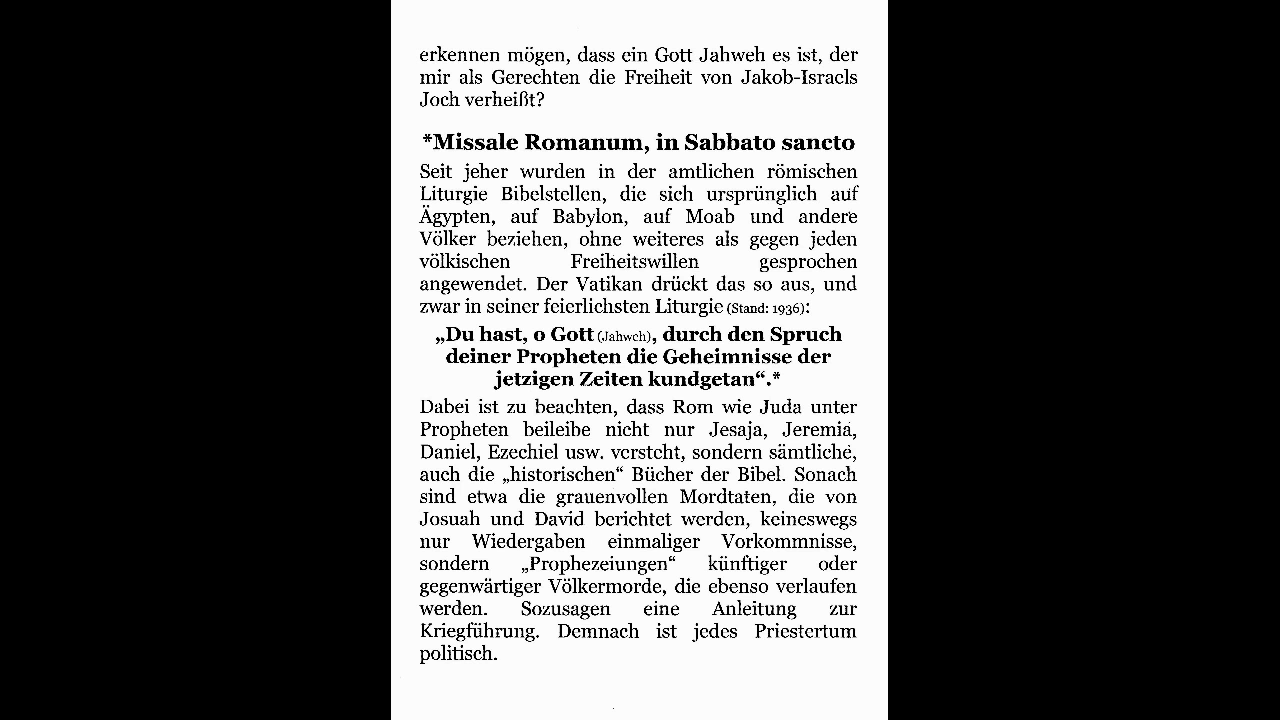 erkennen mögen, dass ein Gott Jahweh es ist, der
mir als Gerechten die Freiheit von Jakob-Israels
Joch verheißt?
*Missale Romanum, in Sabbato sancto
Seit jeher wurden in der amtlichen römischen
Liturgie Bibelstellen, die sich ursprünglich auf
Ägypten, auf Babylon, auf Moab und andere
Völker beziehen, ohne weiteres als gegen jeden
völkischen Freiheitswillen gesprochen
angewendet. Der Vatikan drückt das so aus, und
zwar in seiner feierlichsten Liturgie (Stand: 1936):
„Du hast, o Gott (Jahweh), durch den Spruch
deiner Propheten die Geheimnisse der
jetzigen Zeiten kundgetan“.*
Dabei ist zu beachten, dass Rom wie Juda unter
Propheten beileibe nicht nur Jesaja, Jeremia,
Daniel, Ezechiel usw. versteht, sondern sämtliche,
auch die „historischen“ Bücher der Bibel. Sonach
sind etwa die grauenvollen Mordtaten, die von
Josuah und David berichtet werden, keineswegs
nur Wiedergaben einmaliger Vorkommnisse,
sondern „Prophezeiungen“ künftiger oder
gegenwärtiger Völkermorde, die ebenso verlaufen
werden. Sozusagen eine Anleitung zur
Kriegführung. Demnach ist jedes Priestertum
politisch.